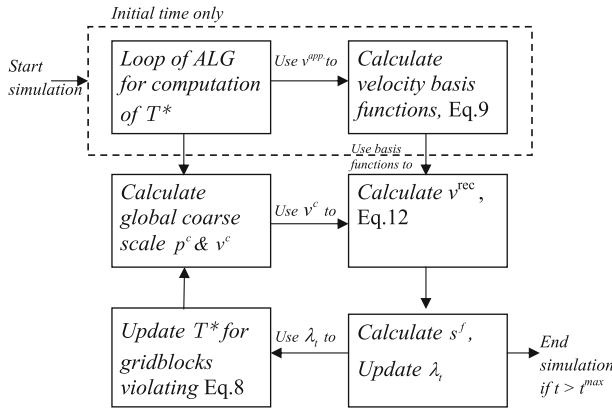 Initial time only
Start
simulation
Loop of ALG
for computation
of T*
Use v^app. to
Calculate
velocity basis
functions, Eq.9
Use basis
functions to
Calculate
global coarse
scale p^c & v^c
Use v^c to
Calculate v^rec,
Eq.12
Update T* for
gridblocks
violating Eq.8
Use λ_t to
Calculate s^f,
Update λ_t
End
simulation
if t > t^max